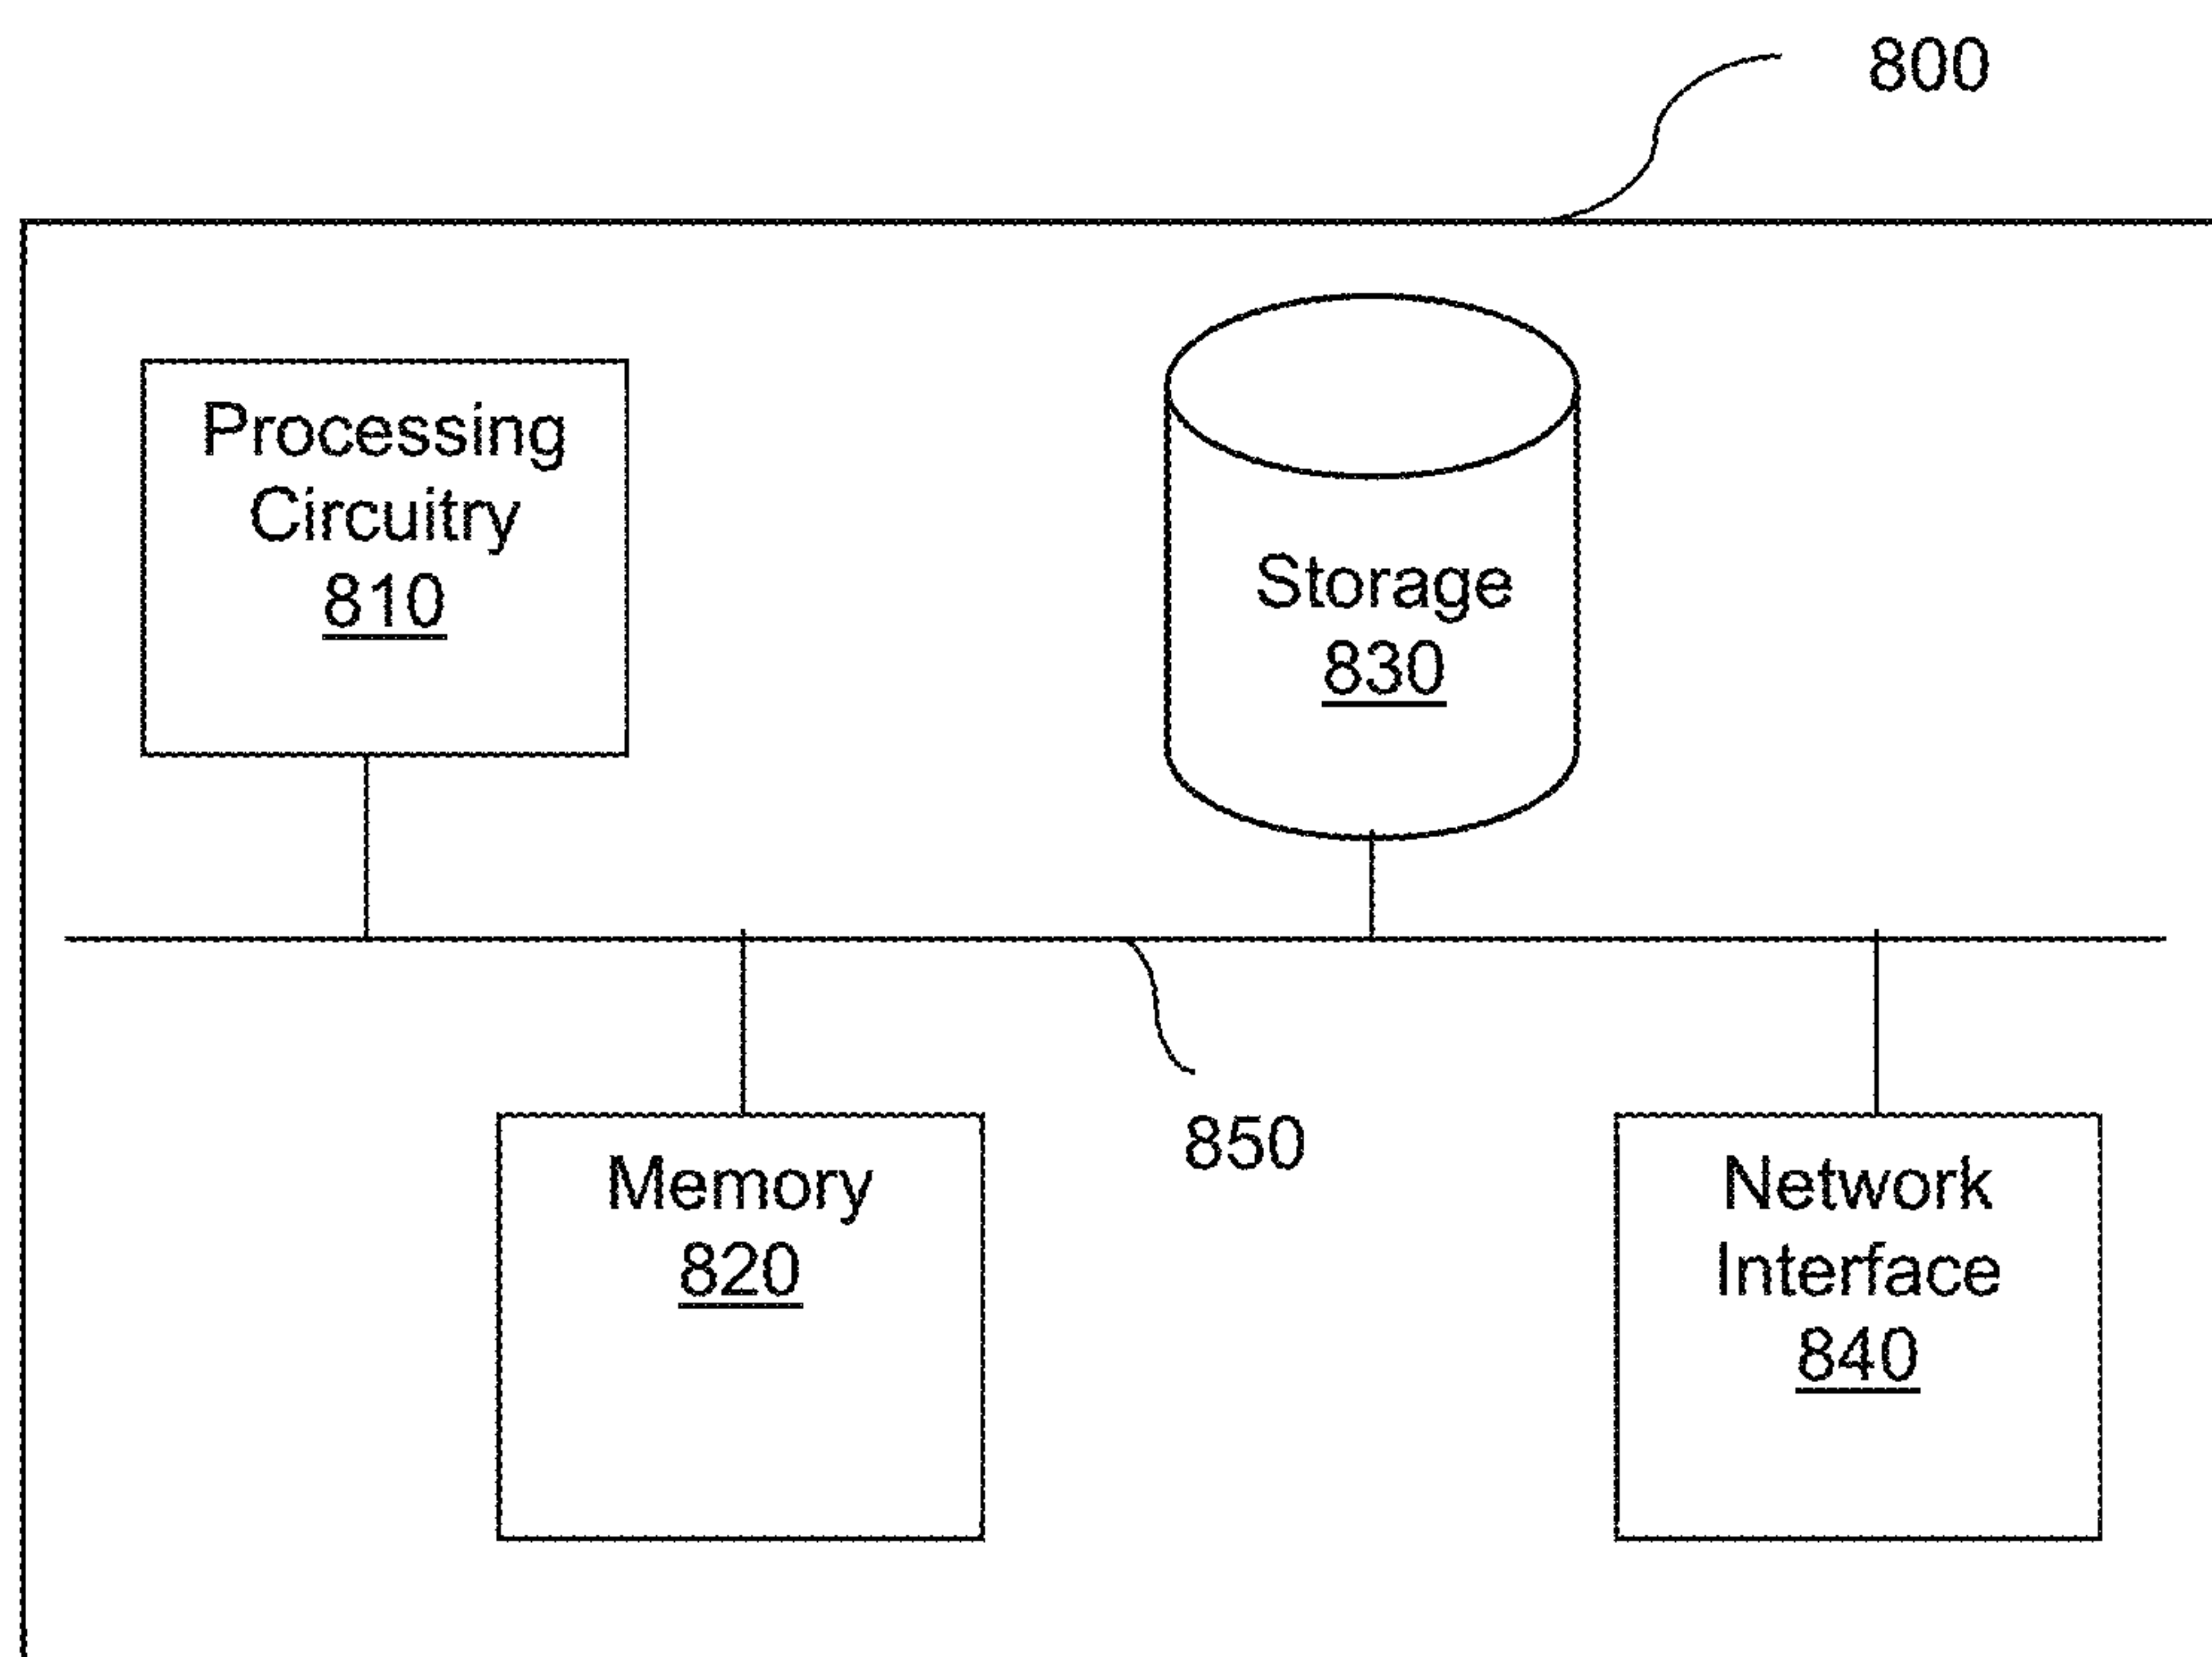 800
Processing
Circuitry
810
Storage
830
850
Memory
820
Network
Interface
840